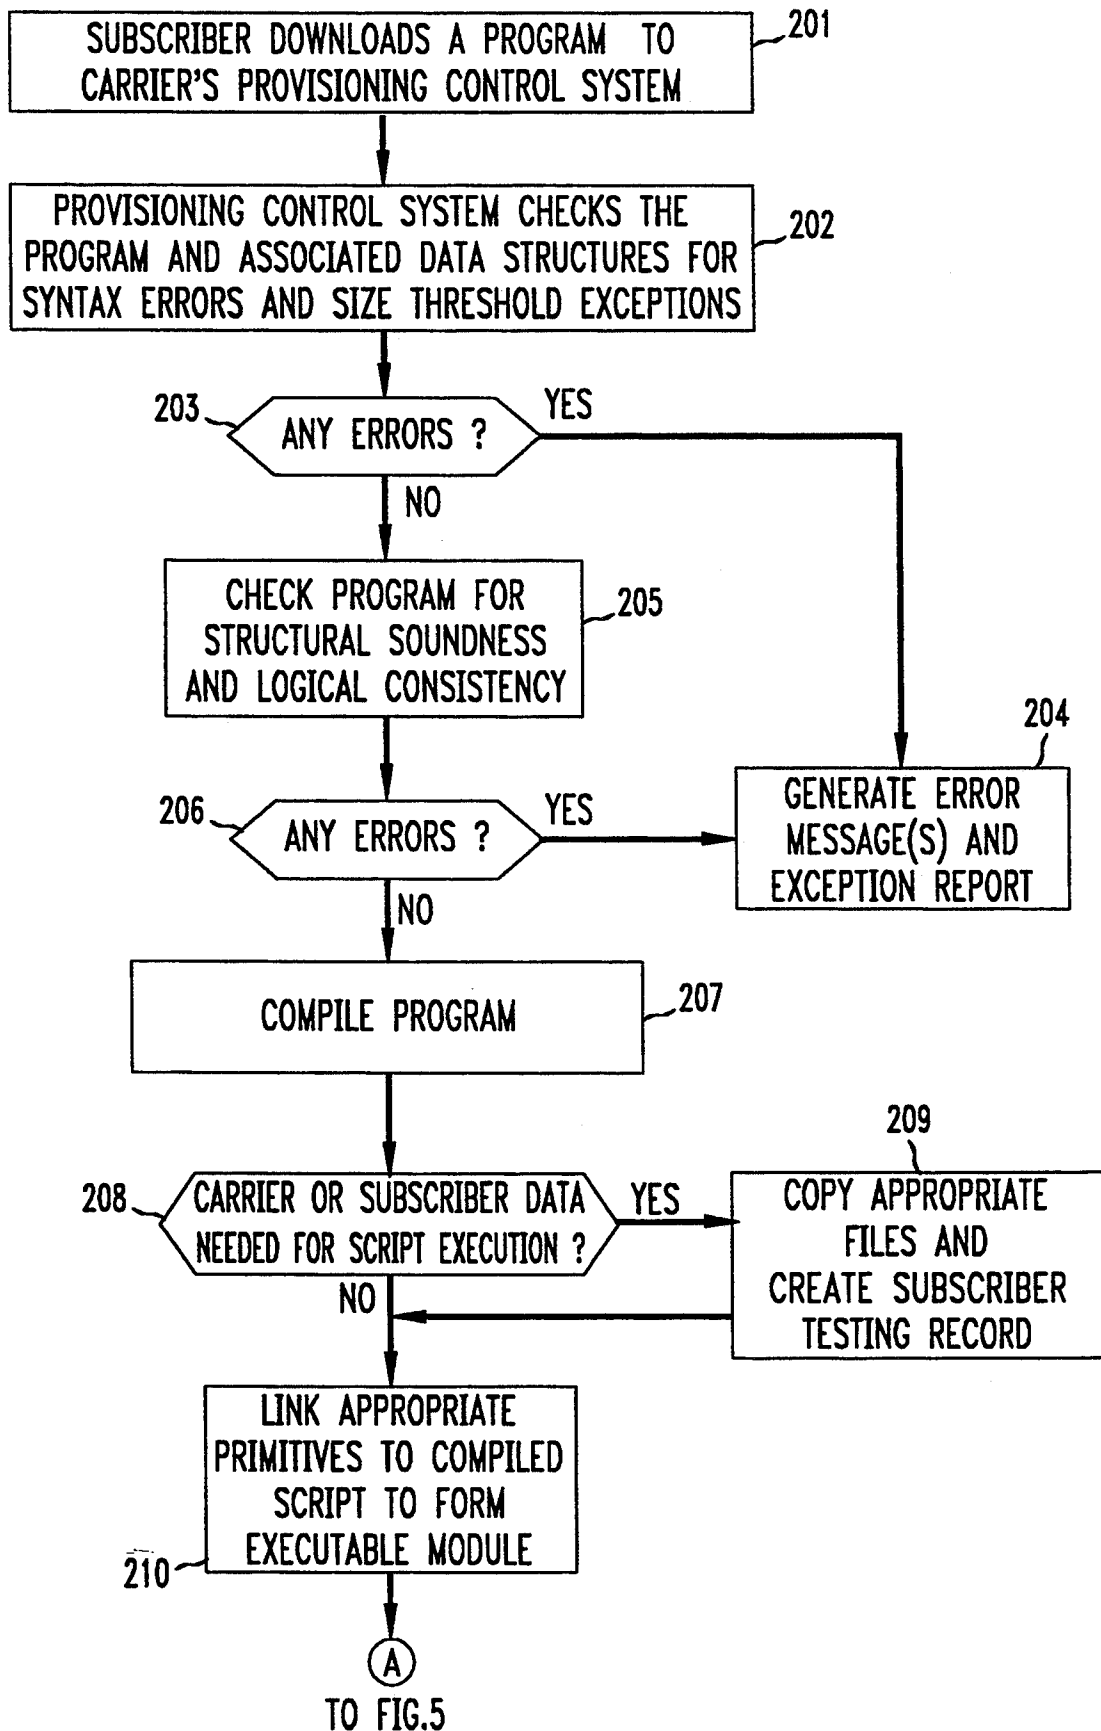 SUBSCRIBER DOWNLOADS A PROGRAM TO
CARRIER'S PROVISIONING CONTROL SYSTEM
201
PROVISIONING CONTROL SYSTEM CHECKS THE
PROGRAM AND ASSOCIATED DATA STRUCTURES FOR
SYNTAX ERRORS AND SIZE THRESHOLD EXCEPTIONS
202
203
ANY ERRORS ?
YES
NO
CHECK PROGRAM FOR
STRUCTURAL SOUNDNESS
AND LOGICAL CONSISTENCY
205
204
GENERATE ERROR
MESSAGE(S) AND
EXCEPTION REPORT
206
ANY ERRORS ?
YES
NO
COMPILE PROGRAM
207
208
CARRIER OR SUBSCRIBER DATA
NEEDED FOR SCRIPT EXECUTION ?
YES
NO
209
COPY APPROPRIATE
FILES AND
CREATE SUBSCRIBER
TESTING RECORD
LINK APPROPRIATE
PRIMITIVES TO COMPILED
SCRIPT TO FORM
EXECUTABLE MODULE
210
A
TO FIG.5